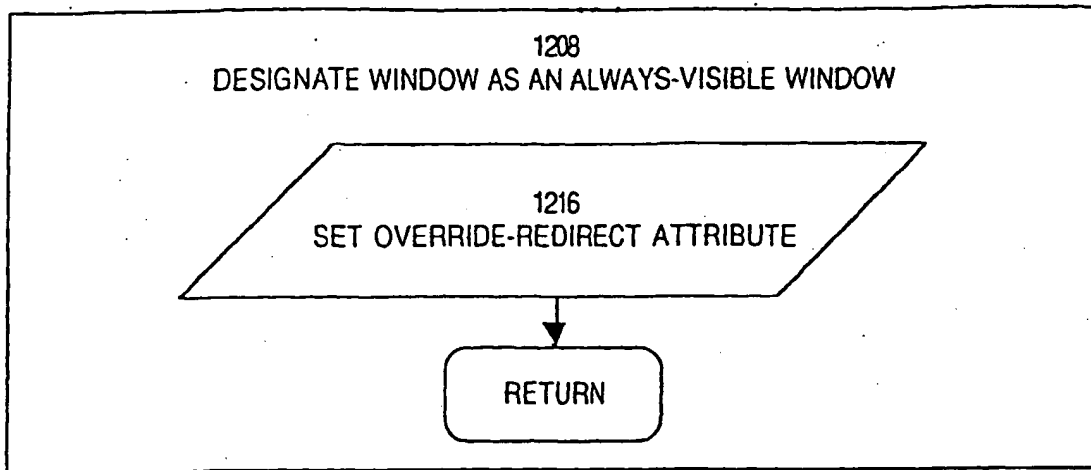 1208
DESIGNATE WINDOW AS AN ALWAYS-VISIBLE WINDOW
1216
SET OVERRIDE-REDIRECT ATTRIBUTE
RETURN